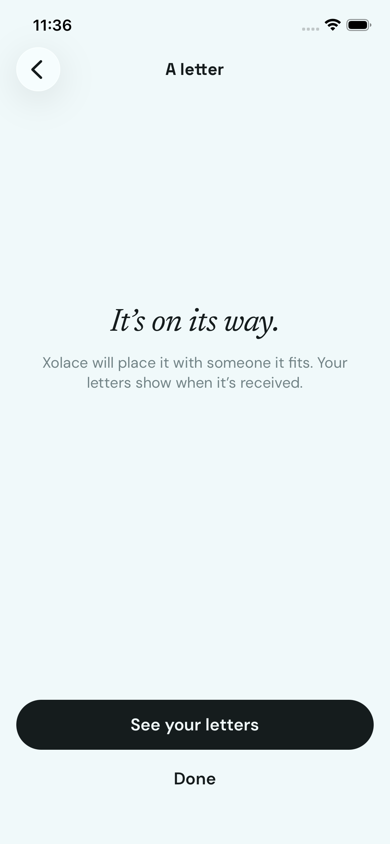 11:36
A letter
It’s on its way.
Xolace will place it with someone it fits. Your
letters show when it’s received.
See your letters
Done